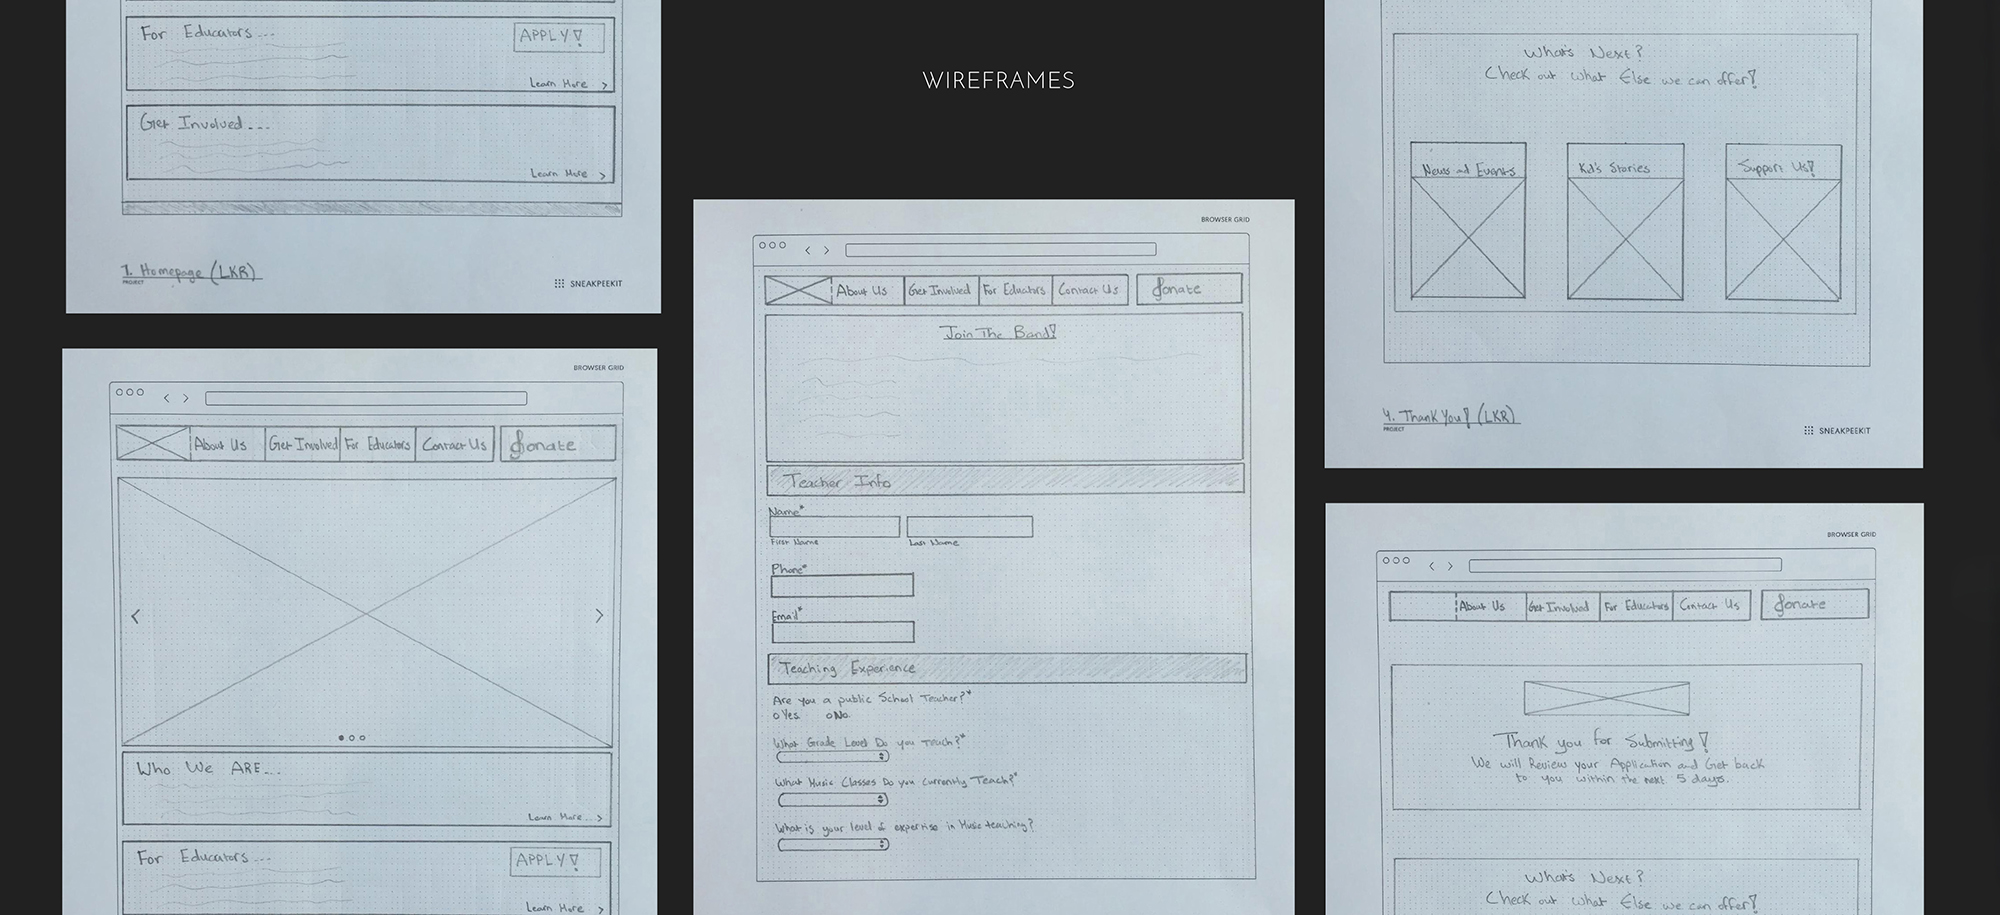 For Educators...
APPLY!
Learn More >
Get Involved...
Learn More >
1. Homepage (LKR)
PROJECT
SNEAKPEEKIT
BROWSER GRID
About Us
Get Involved
For Educators
Contact Us
Donate
Who We ARE...
Learn More... >
For Educators...
APPLY!
Learn More >
WIREFRAMES
BROWSER GRID
About Us
Get Involved
For Educators
Contact Us
Donate
Join The Band!
Teacher Info
Name*
First Name
Last Name
Phone*
Email*
Teaching Experience
Are you a public School Teacher?*
o Yes o No
What Grade Level Do you Teach?*
What Music Classes Do you Currently Teach?*
What is your level of expertise in Music teaching?
What's Next?
Check out what Else we can offer!
News and Events
Kid's Stories
Support Us!
4. Thank You! (LKR)
PROJECT
SNEAKPEEKIT
BROWSER GRID
About Us
Get Involved
For Educators
Contact Us
Donate
Thank you for Submitting!
We will Review your Application and Get back
to you within the next 5 days.
What's Next?
Check out what Else we can offer!